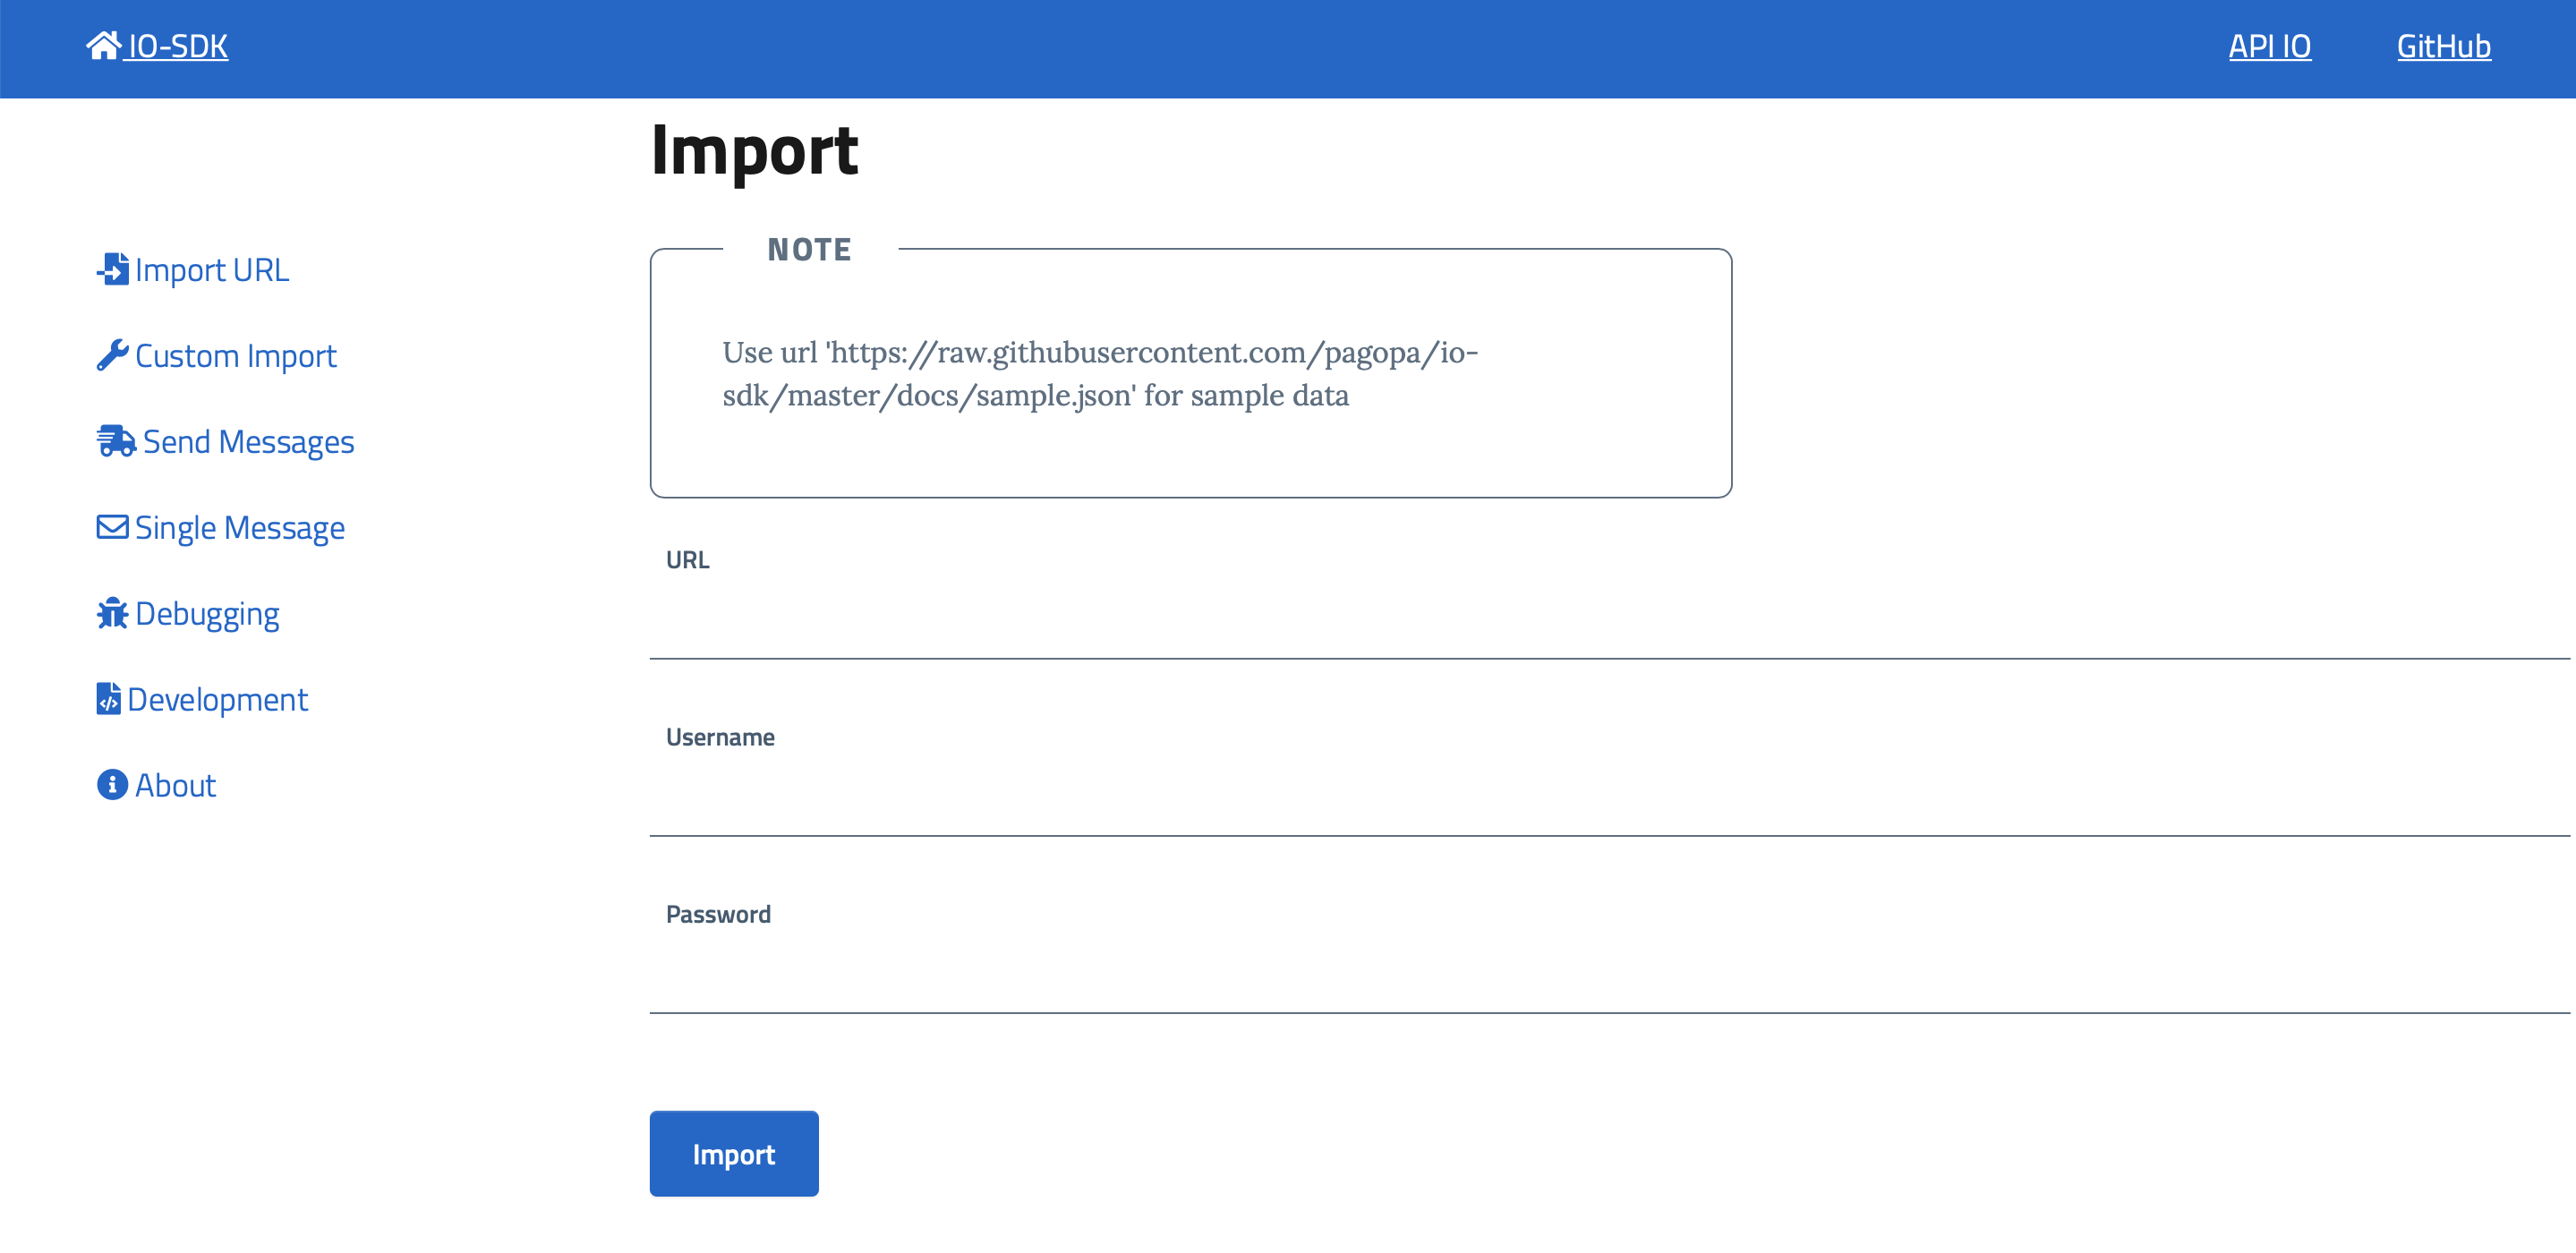 IO-SDK
API IO
GitHub
Import
Import URL
Custom Import
Send Messages
Single Message
Debugging
Development
About
NOTE
Use url 'https://raw.githubusercontent.com/pagopa/io-
sdk/master/docs/sample.json' for sample data
URL
Username
Password
Import